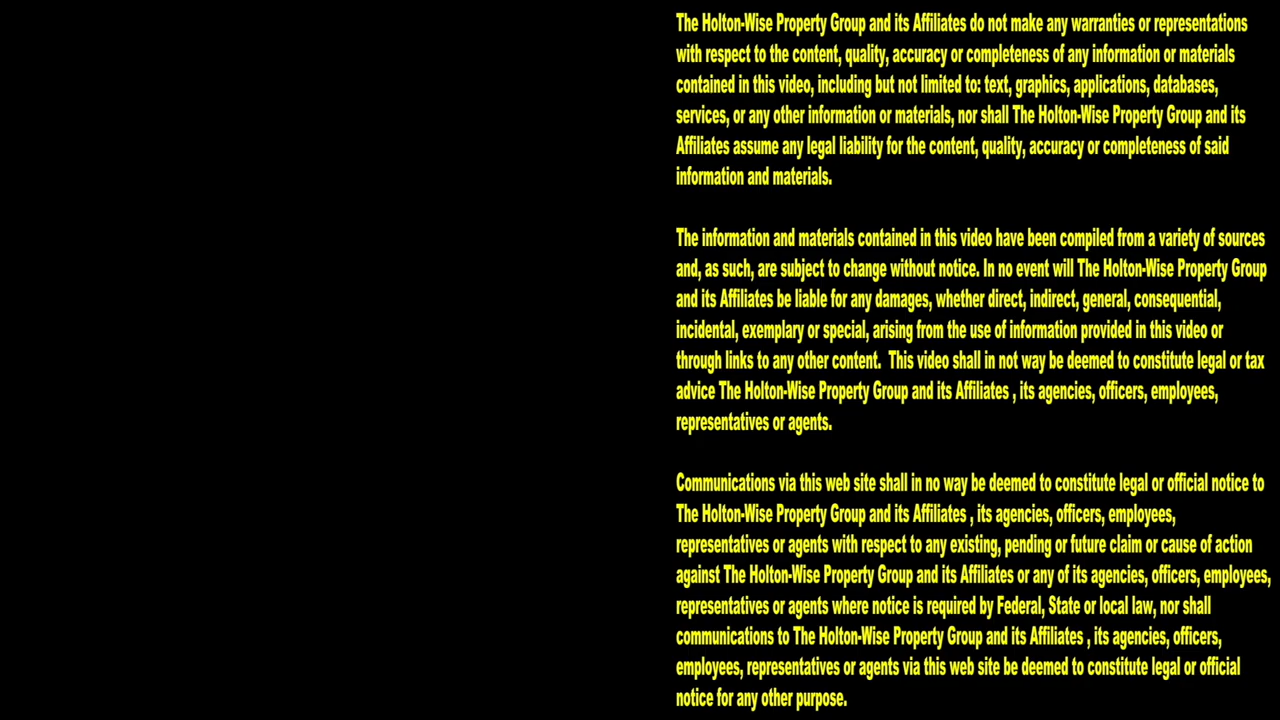 The Holton-Wise Property Group and its Affiliates do not make any warranties or representations
with respect to the content, quality, accuracy or completeness of any information or materials
contained in this video, including but not limited to: text, graphics, applications, databases,
services, or any other information or materials, nor shall The Holton-Wise Property Group and its
Affiliates assume any legal liability for the content, quality, accuracy or completeness of said
information and materials.
The information and materials contained in this video have been compiled from a variety of sources
and, as such, are subject to change without notice. In no event will The Holton-Wise Property Group
and its Affiliates be liable for any damages, whether direct, indirect, general, consequential,
incidental, exemplary or special, arising from the use of information provided in this video or
through links to any other content.  This video shall in not way be deemed to constitute legal or tax
advice The Holton-Wise Property Group and its Affiliates , its agencies, officers, employees,
representatives or agents.
Communications via this web site shall in no way be deemed to constitute legal or official notice to
The Holton-Wise Property Group and its Affiliates , its agencies, officers, employees,
representatives or agents with respect to any existing, pending or future claim or cause of action
against The Holton-Wise Property Group and its Affiliates or any of its agencies, officers, employees,
representatives or agents where notice is required by Federal, State or local law, nor shall
communications to The Holton-Wise Property Group and its Affiliates , its agencies, officers,
employees, representatives or agents via this web site be deemed to constitute legal or official
notice for any other purpose.